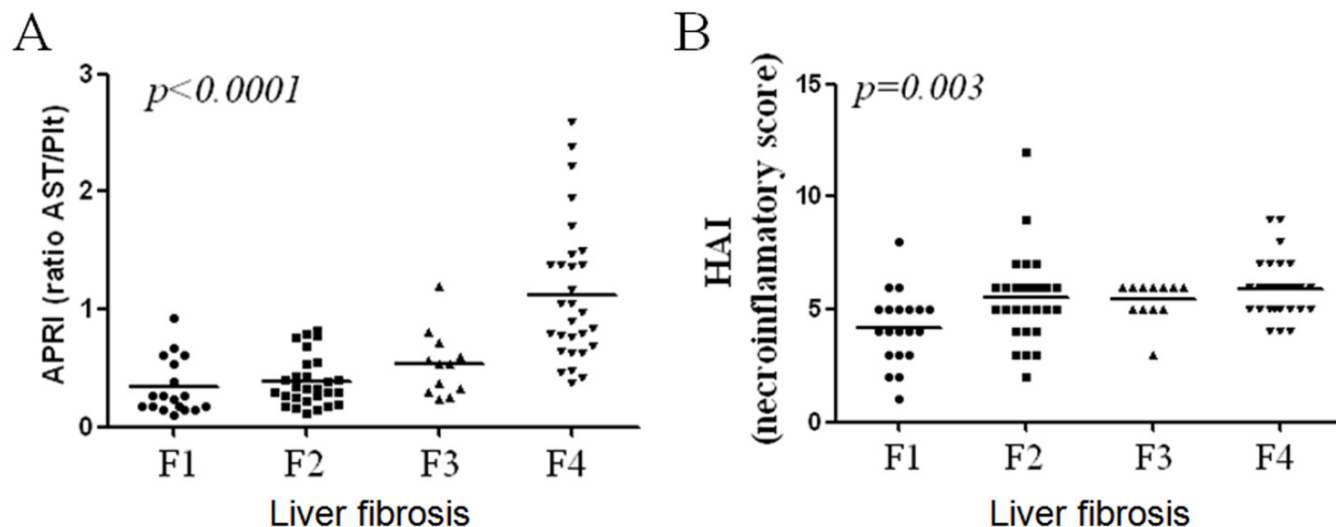 A
p<0.0001
APRI (ratio AST/Plt)
3
2
1
0
F1 F2 F3 F4
Liver fibrosis
B
p=0.003
HAI
(necroinflamatory score)
15
10
5
0
F1 F2 F3 F4
Liver fibrosis